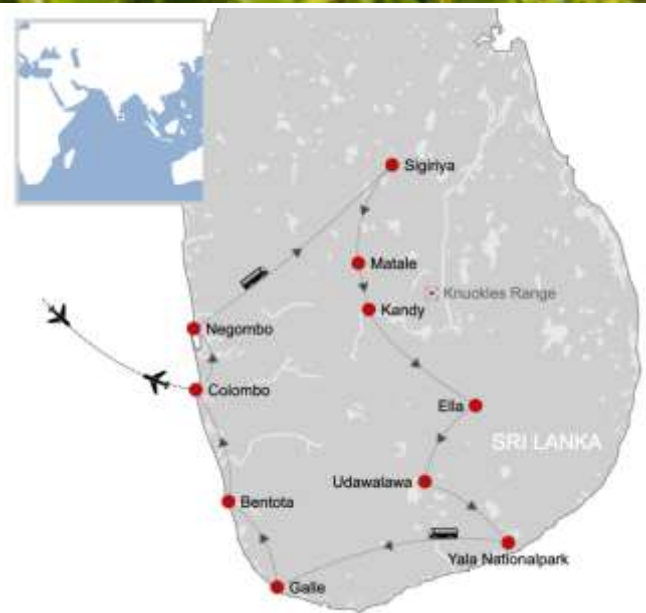 Sigiriya
Matale
Knuckles Range
Kandy
Negombo
Colombo
Ella
SRI LANKA
Udawalawa
Bentota
Yala Nationalpark
Galle